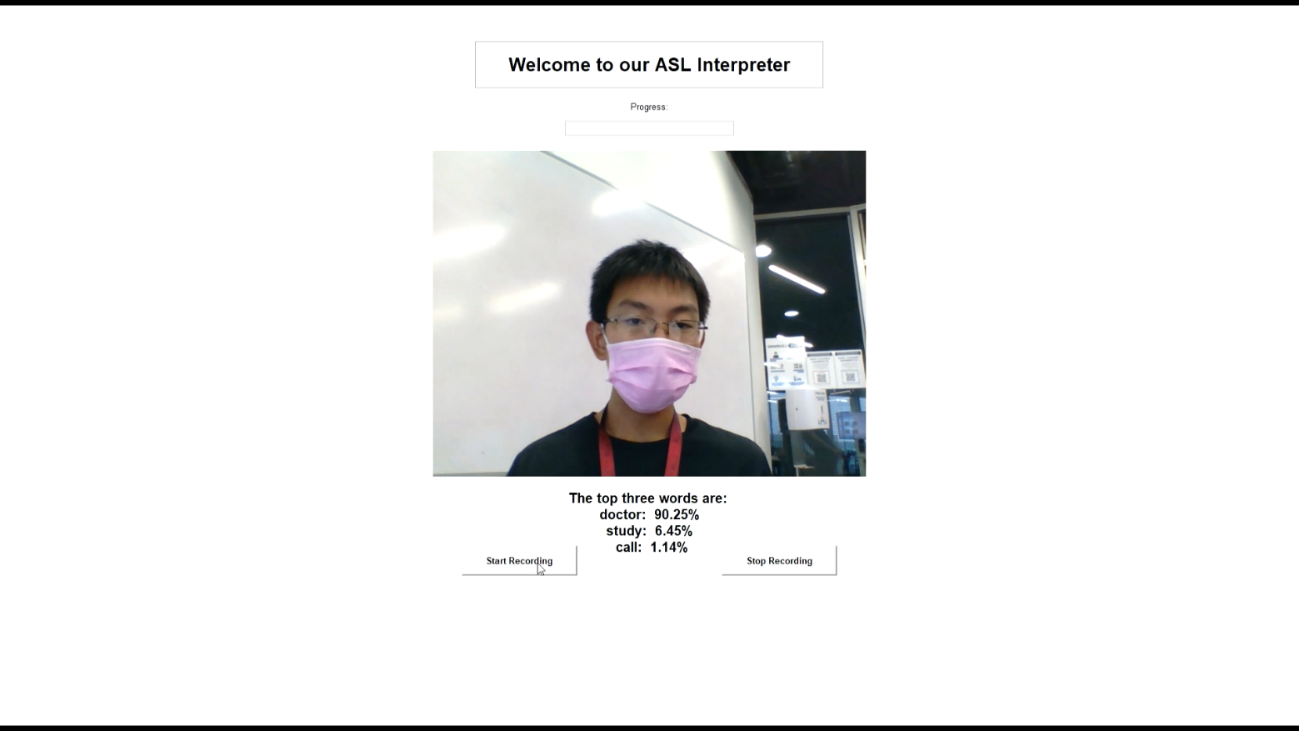 Welcome to our ASL Interpreter
Progress:
The top three words are:
doctor: 90.25%
study: 6.45%
call: 1.14%
Start Recording
Stop Recording